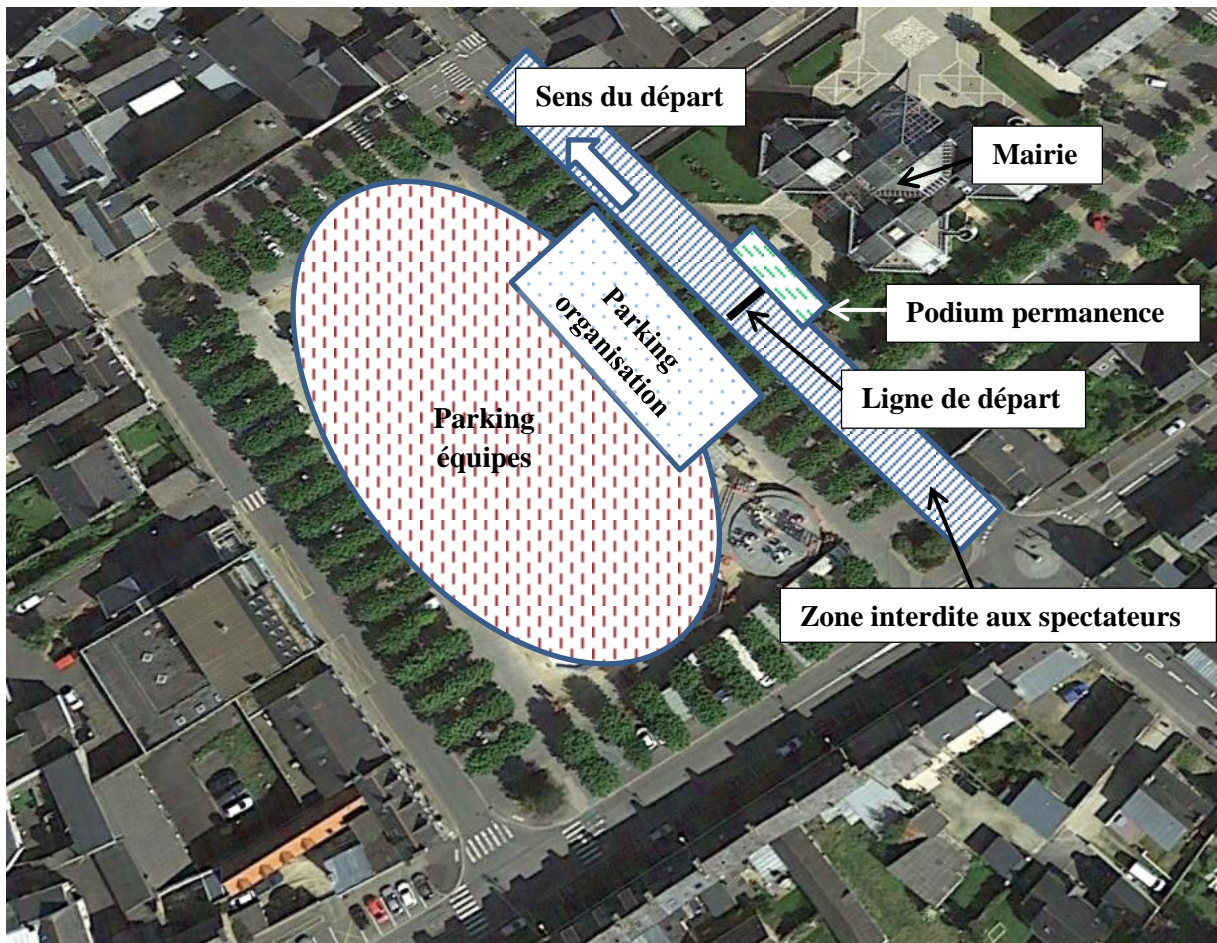 Sens du départ
Mairie
Podium permanence
Parking
organisation
Ligne de départ
Parking
équipes
Zone interdite aux spectateurs